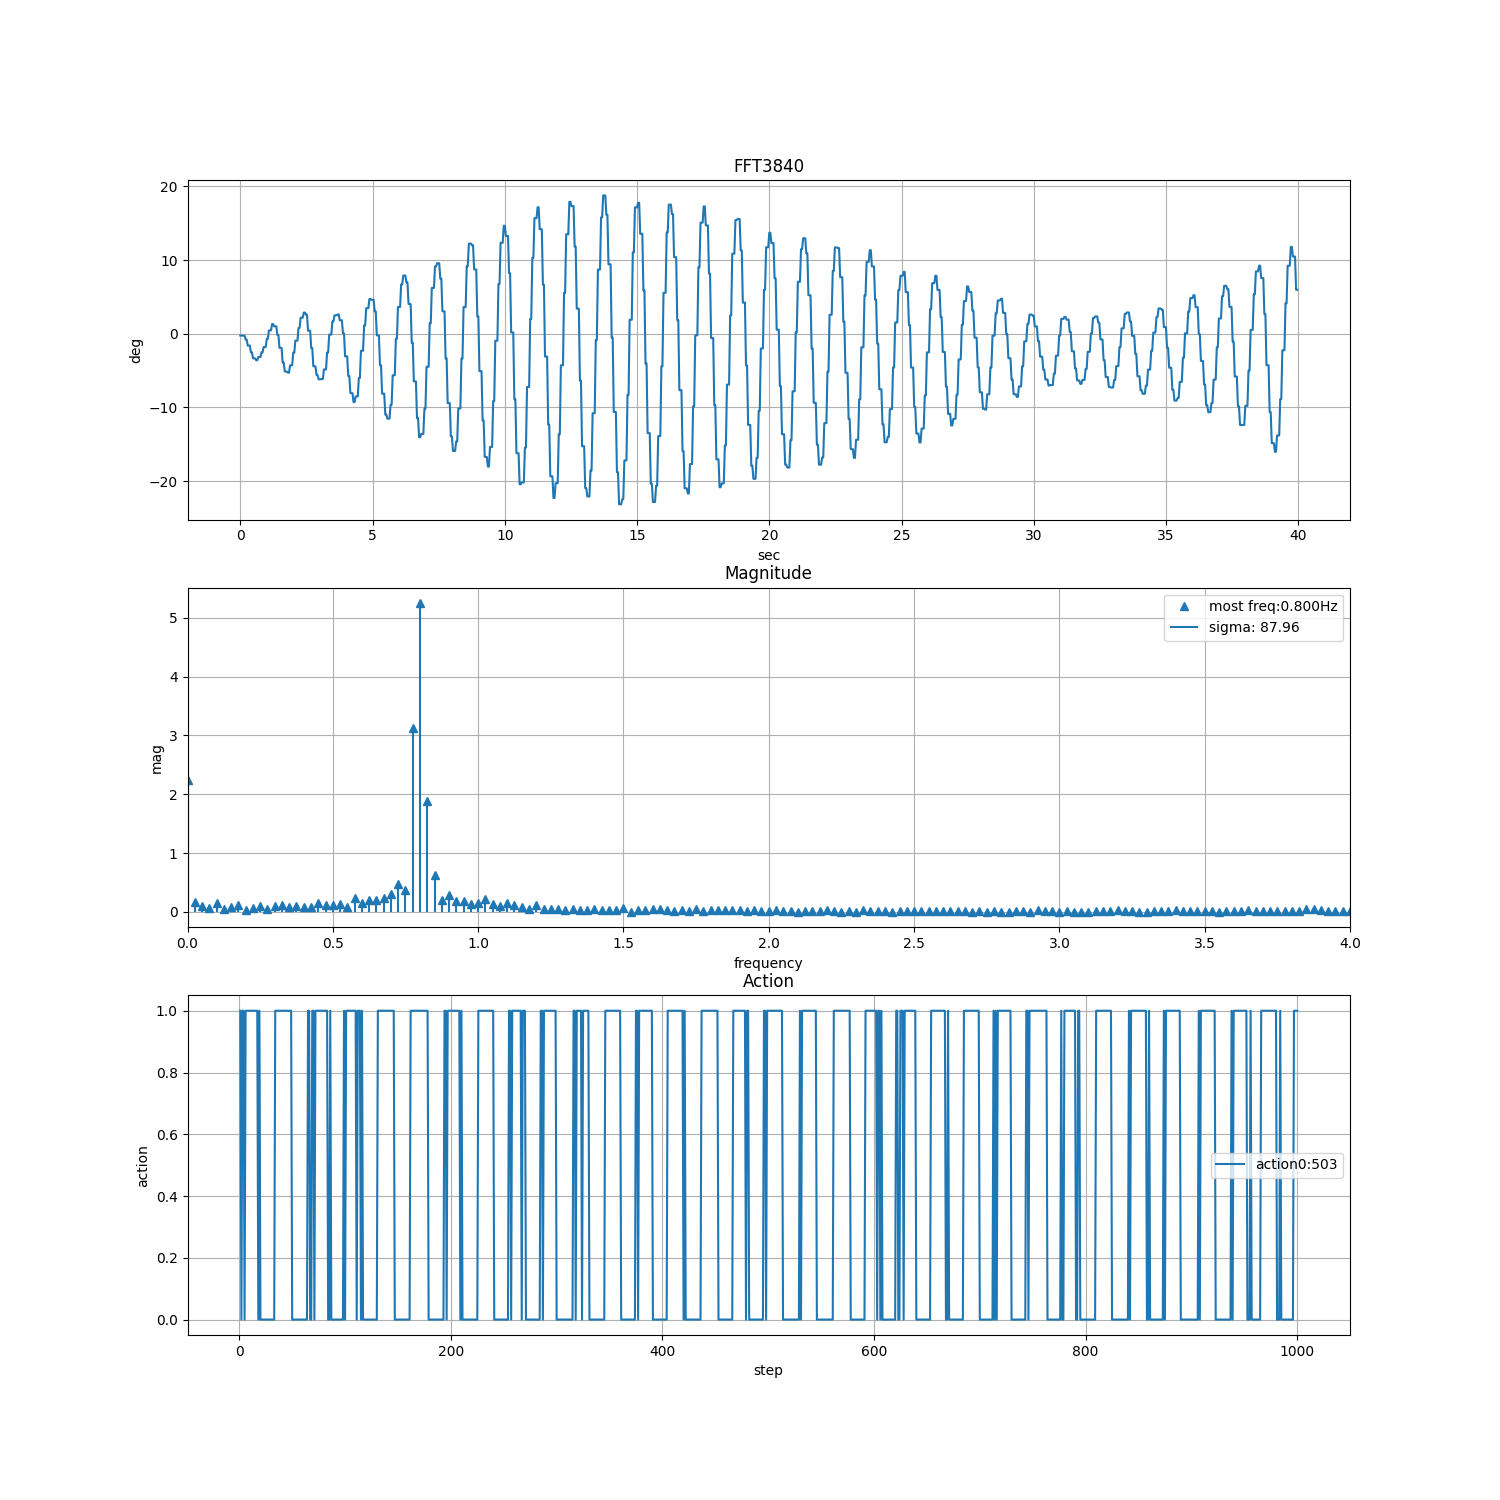 FFT3840
20
10
0
−10
−20
deg
0 5 10 15 20 25 30 35 40
sec
Magnitude
5
4
3
2
1
0
mag
most freq:0.800Hz
sigma: 87.96
0.0 0.5 1.0 1.5 2.0 2.5 3.0 3.5 4.0
frequency
Action
1.0
0.8
0.6
0.4
0.2
0.0
action
action0:503
0 200 400 600 800 1000
step